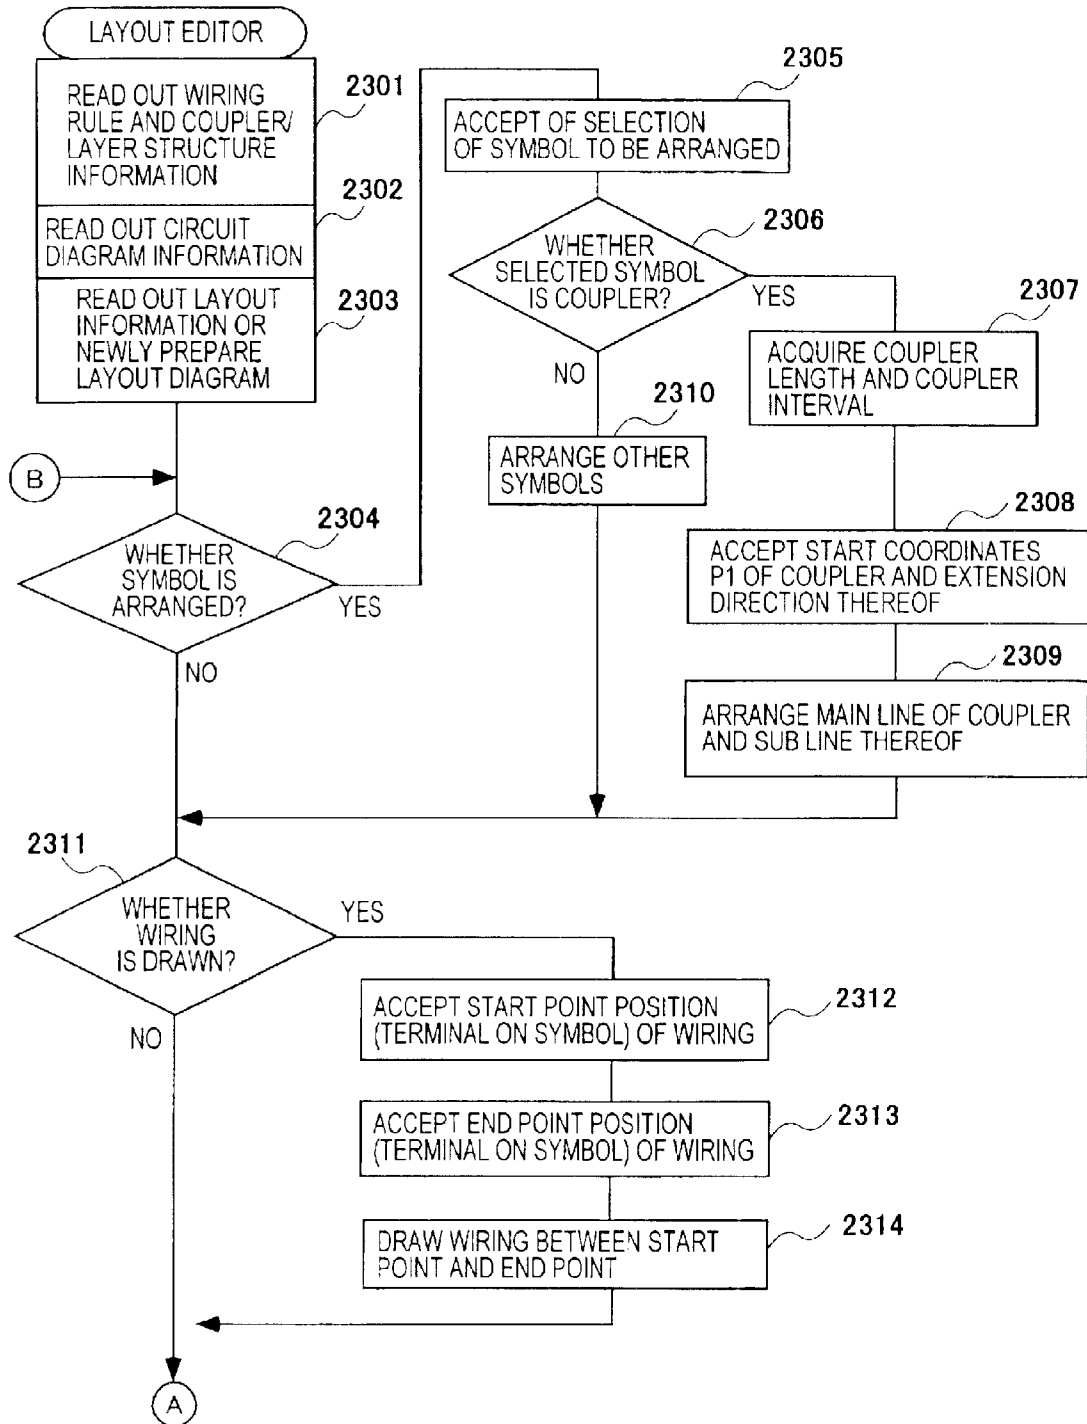 LAYOUT EDITOR
READ OUT WIRING
RULE AND COUPLER/
LAYER STRUCTURE
INFORMATION
2301
READ OUT CIRCUIT
DIAGRAM INFORMATION
2302
READ OUT LAYOUT
INFORMATION OR
NEWLY PREPARE
LAYOUT DIAGRAM
2303
B
WHETHER
SYMBOL IS
ARRANGED?
2304
YES
NO
ACCEPT OF SELECTION
OF SYMBOL TO BE ARRANGED
2305
WHETHER
SELECTED SYMBOL
IS COUPLER?
2306
YES
NO
ACQUIRE COUPLER
LENGTH AND COUPLER
INTERVAL
2307
ACCEPT START COORDINATES
P1 OF COUPLER AND EXTENSION
DIRECTION THEREOF
2308
ARRANGE MAIN LINE OF COUPLER
AND SUB LINE THEREOF
2309
ARRANGE OTHER
SYMBOLS
2310
WHETHER
WIRING
IS DRAWN?
2311
YES
NO
ACCEPT START POINT POSITION
(TERMINAL ON SYMBOL) OF WIRING
2312
ACCEPT END POINT POSITION
(TERMINAL ON SYMBOL) OF WIRING
2313
DRAW WIRING BETWEEN START
POINT AND END POINT
2314
A